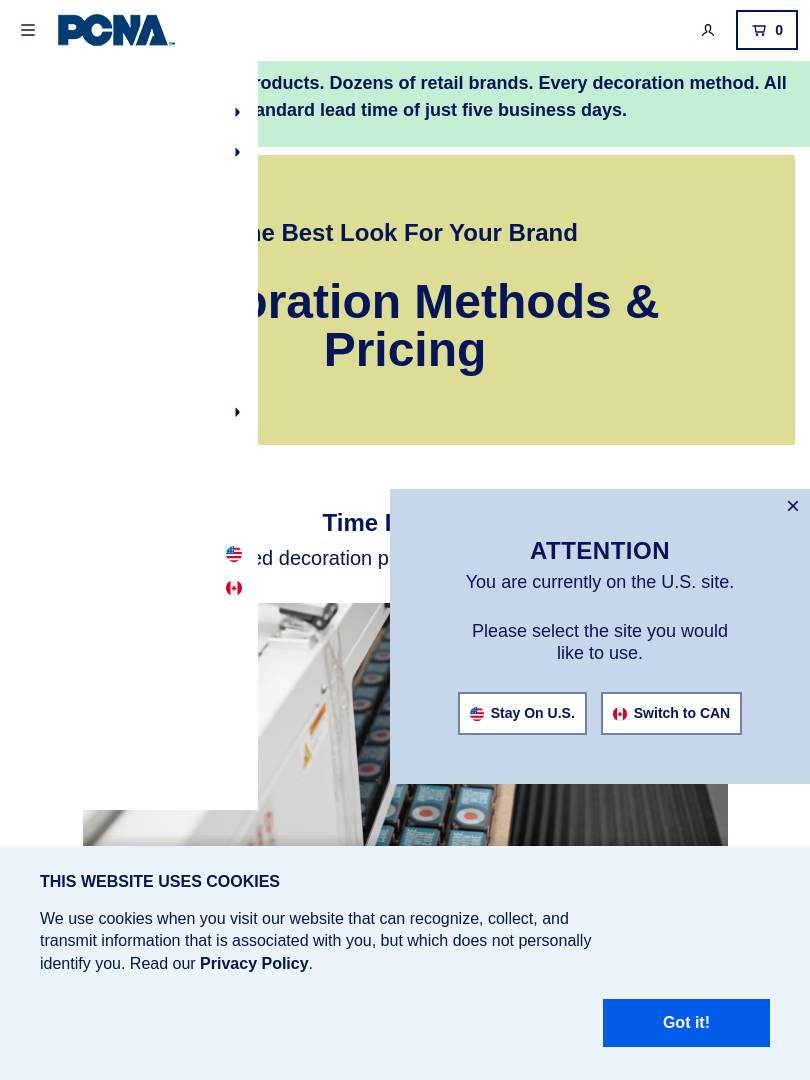 PCNA
0
roducts. Dozens of retail brands. Every decoration method. All
andard lead time of just five business days.
he Best Look For Your Brand
oration Methods &
Pricing
Time
ed decoration p
ATTENTION
You are currently on the U.S. site.
Please select the site you would
like to use.
Stay On U.S.
Switch to CAN
THIS WEBSITE USES COOKIES
We use cookies when you visit our website that can recognize, collect, and
transmit information that is associated with you, but which does not personally
identify you. Read our Privacy Policy.
Got it!